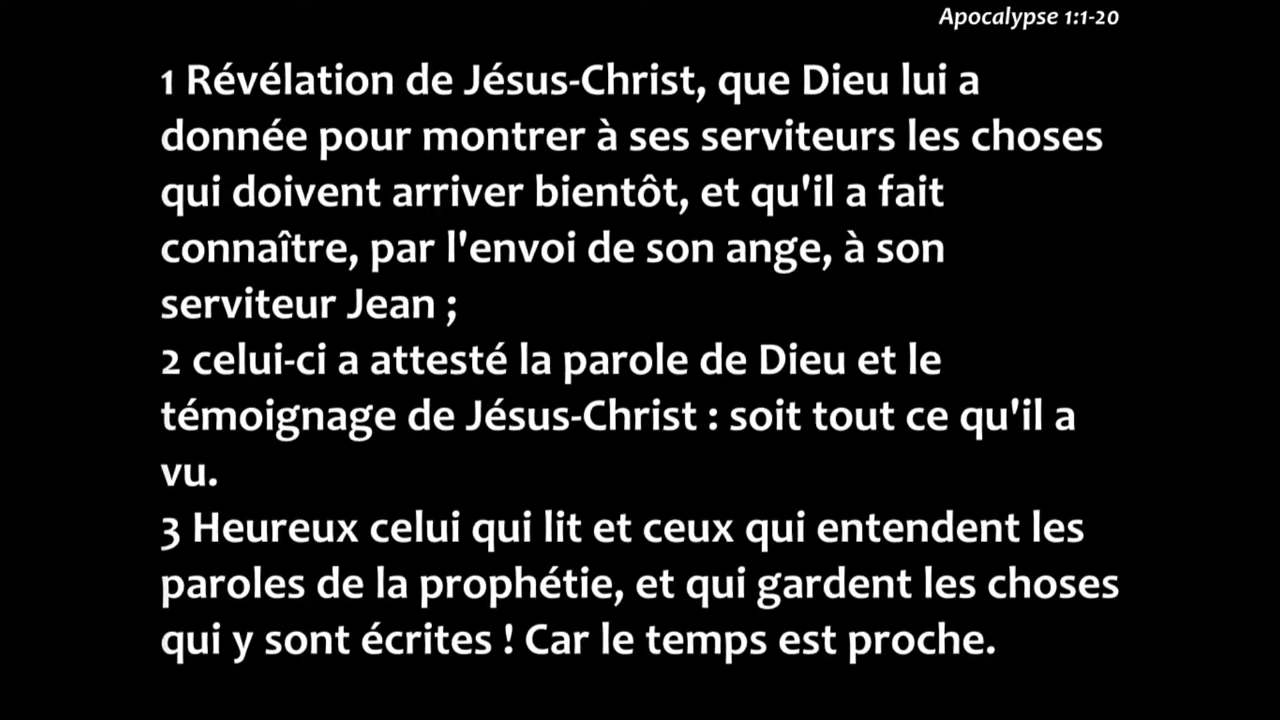 Apocalypse 1:1-20
1 Révélation de Jésus-Christ, que Dieu lui a
donnée pour montrer à ses serviteurs les choses
qui doivent arriver bientôt, et qu'il a fait
connaître, par l'envoi de son ange, à son
serviteur Jean ;
2 celui-ci a attesté la parole de Dieu et le
témoignage de Jésus-Christ : soit tout ce qu'il a
vu.
3 Heureux celui qui lit et ceux qui entendent les
paroles de la prophétie, et qui gardent les choses
qui y sont écrites ! Car le temps est proche.